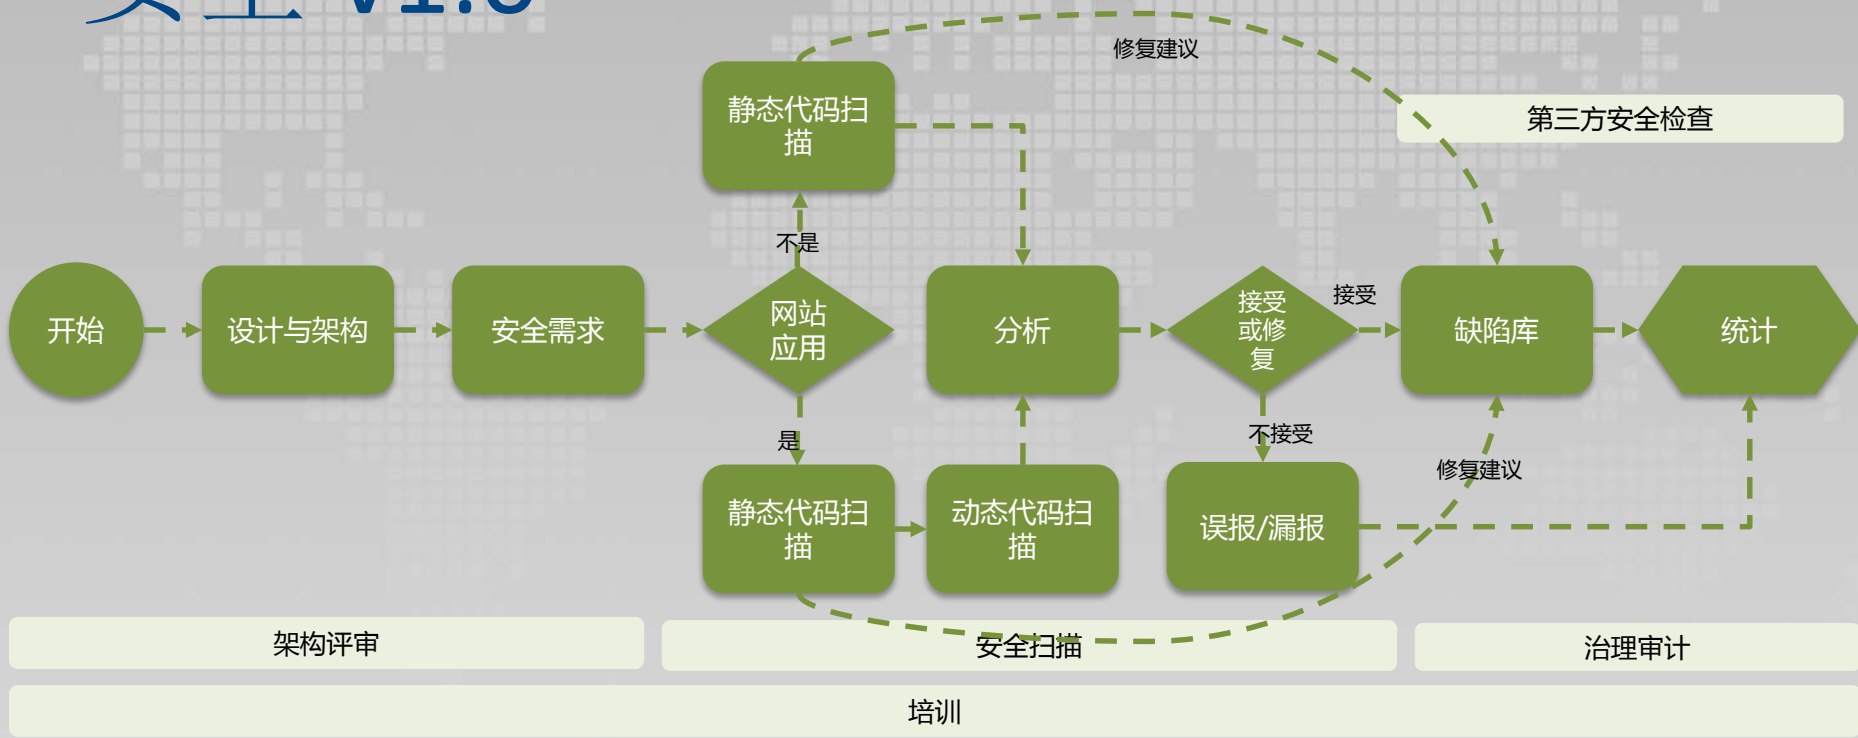 安全 v1.0
修复建议
静态代码扫
描
第三方安全检查
不是
开始
设计与架构
安全需求
网站
应用
分析
接受
或修
复
接受
缺陷库
统计
是
不接受
修复建议
静态代码扫
描
动态代码扫
描
误报/漏报
架构评审
安全扫描
治理审计
培训